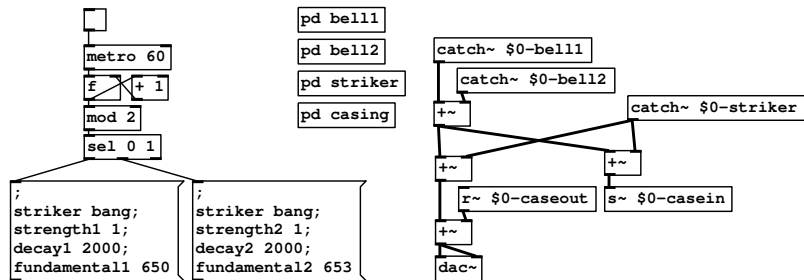 metro 60
f
+ 1
mod 2
sel 0 1
;
striker bang;
strength1 1;
decay1 2000;
fundamental1 650
;
striker bang;
strength2 1;
decay2 2000;
fundamental2 653
pd bell1
pd bell2
pd striker
pd casing
catch~ $0-bell1
catch~ $0-bell2
+~
catch~ $0-striker
+~
+~
r~ $0-caseout
s~ $0-casein
+~
dac~